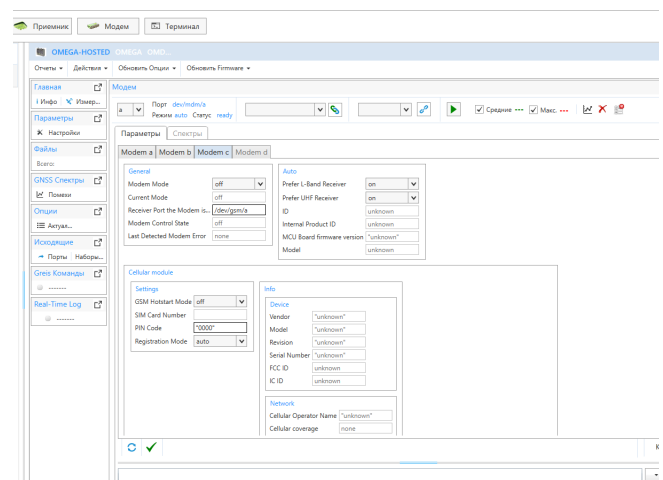 Приемник Модем Терминал
OMEGA-HOSTED OMEGA OMD...
Отчеты Действия Обновить Опции Обновить Firmware
Главная
i Инфо Измер...
Параметры
Настройки
Файлы
Всего:
GNSS Спектры
Помехи
Опции
Актуал...
Исходящие
Порты Наборы...
Greis Команды
-------
Real-Time Log
-------
Модем
a Порт dev/mdm/a
Режим auto Статус ready
Средние --- Макс. ---
Параметры Спектры
Modem a Modem b Modem c Modem d
General
Modem Mode off
Current Mode off
Receiver Port the Modem is... /dev/gsm/a
Modem Control State off
Last Detected Modem Error none
Auto
Prefer L-Band Receiver on
Prefer UHF Receiver on
ID unknown
Internal Product ID unknown
MCU Board firmware version "unknown"
Model unknown
Cellular module
Settings
GSM Hotstart Mode off
SIM Card Number
PIN Code "0000"
Registration Mode auto
Info
Device
Vendor "unknown"
Model "unknown"
Revision "unknown"
Serial Number "unknown"
FCC ID unknown
IC ID unknown
Network
Cellular Operator Name "unknown"
Cellular coverage none